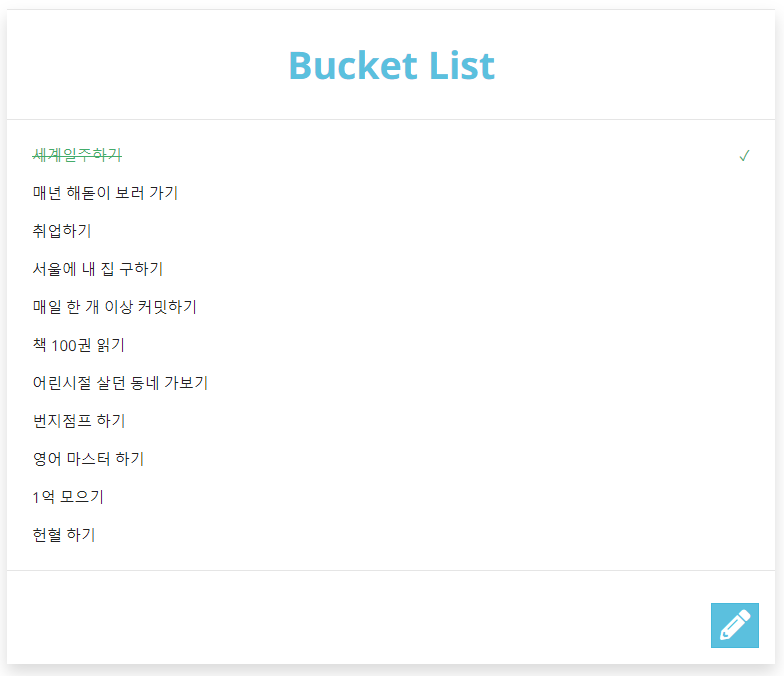 Bucket List
세계일주하기
매년 해돋이 보러 가기
취업하기
서울에 내 집 구하기
매일 한 개 이상 커밋하기
책 100권 읽기
어린시절 살던 동네 가보기
번지점프 하기
영어 마스터 하기
1억 모으기
헌혈 하기